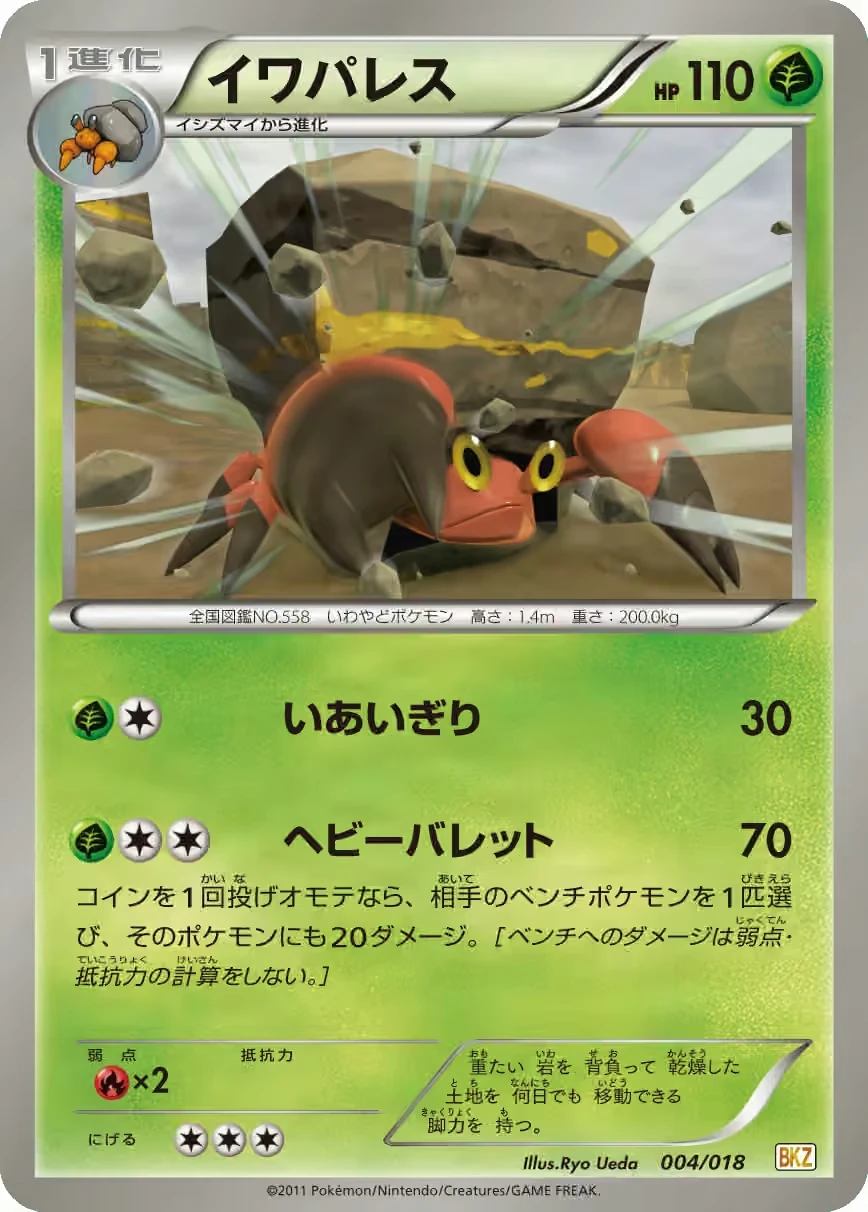 1進化
イワパレス
HP 110
イシズマイから進化
全国図鑑NO.558 いわやどポケモン 高さ：1.4m 重さ：200.0kg
いあいぎり 30
ヘビーバレット 70
コインを1回投げオモテなら、相手のベンチポケモンを1匹選
び、そのポケモンにも20ダメージ。[ベンチへのダメージは弱点・
抵抗力の計算をしない。]
弱点 抵抗力
×2
にげる
重たい 岩を 背負って 乾燥した
土地を 何日でも 移動できる
脚力を 持つ。
Illus.Ryo Ueda 004/018 BKZ
©2011 Pokémon/Nintendo/Creatures/GAME FREAK.